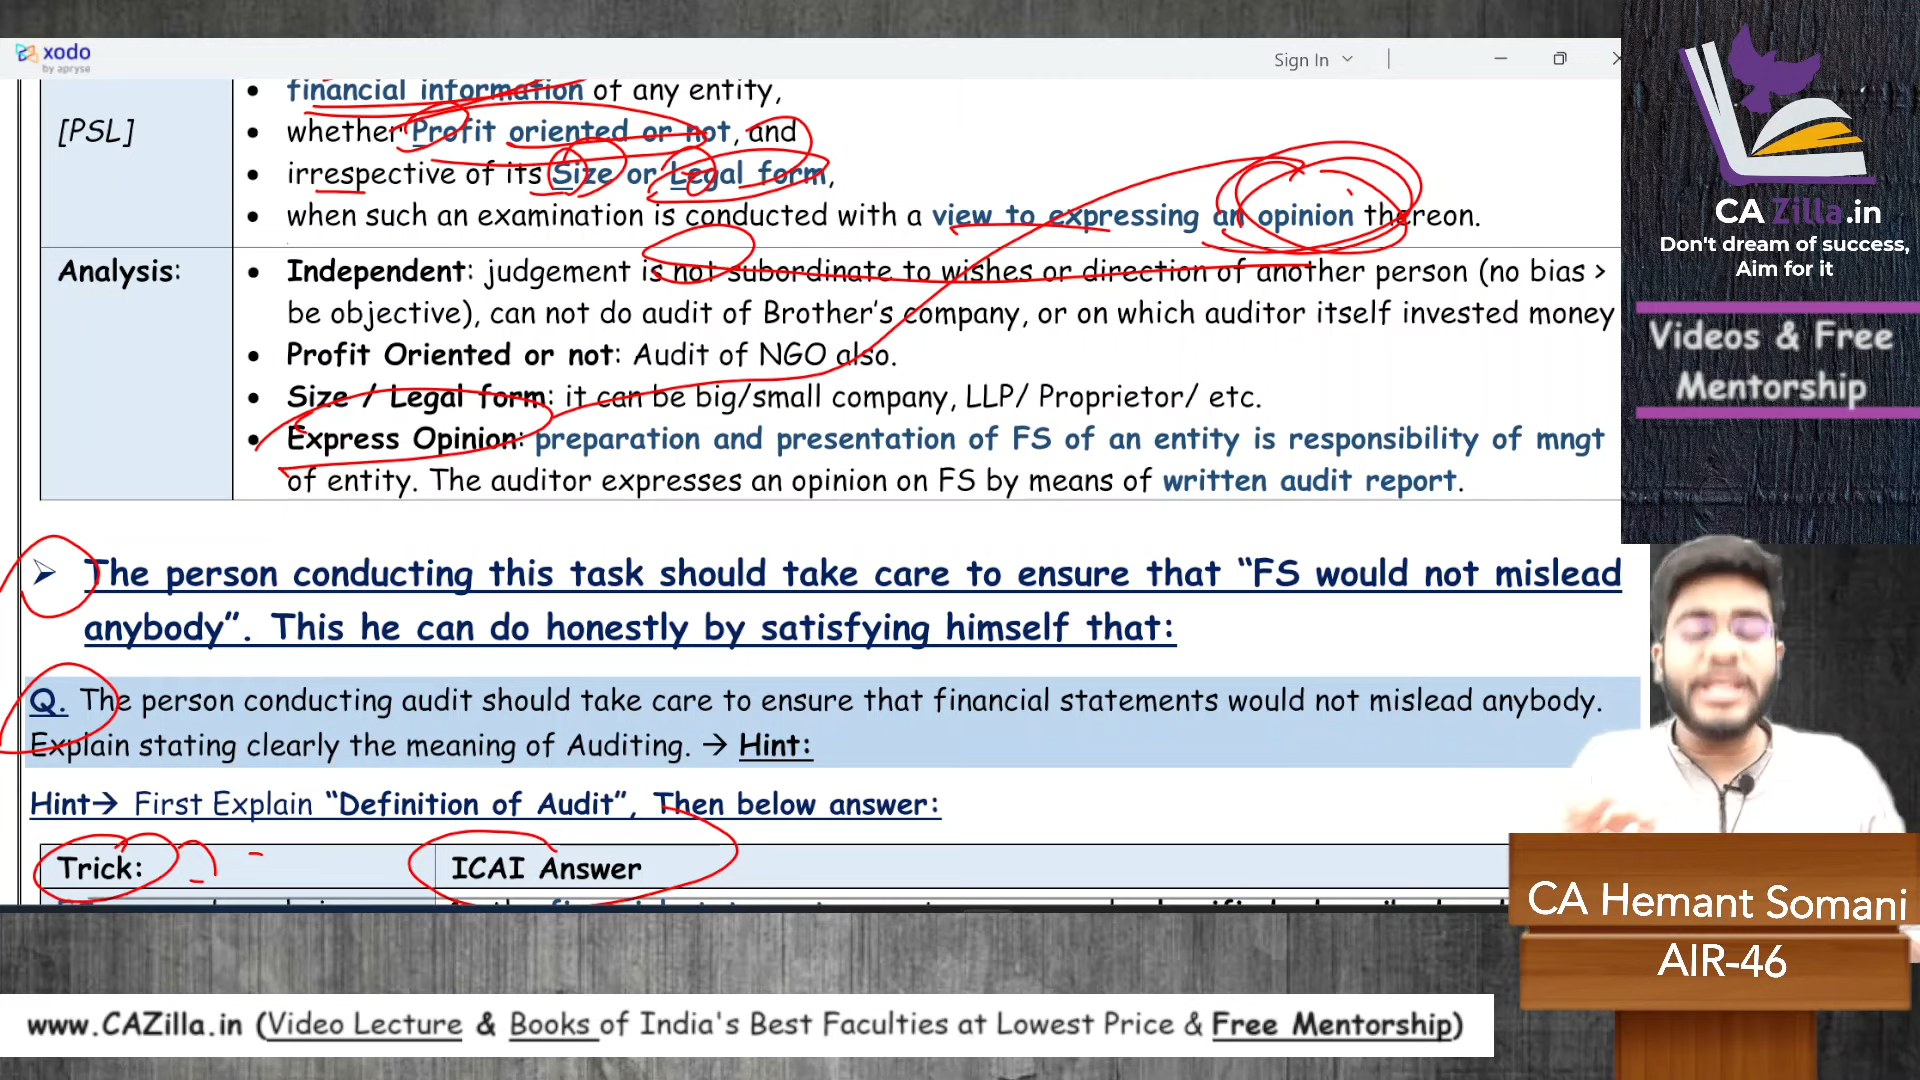 xodo
by apryse
Sign In
financial information of any entity,
[PSL]
• whether Profit oriented or not, and
• irrespective of its Size or Legal form,
• when such an examination is conducted with a view to expressing an opinion thereon.
Analysis:
• Independent: judgement is not subordinate to wishes or direction of another person (no bias >
be objective), can not do audit of Brother's company, or on which auditor itself invested money
• Profit Oriented or not: Audit of NGO also.
• Size / Legal form: it can be big/small company, LLP/ Proprietor/ etc.
• Express Opinion: preparation and presentation of FS of an entity is responsibility of mngt
of entity. The auditor expresses an opinion on FS by means of written audit report.
➢ The person conducting this task should take care to ensure that “FS would not mislead
anybody”. This he can do honestly by satisfying himself that:
Q. The person conducting audit should take care to ensure that financial statements would not mislead anybody.
Explain stating clearly the meaning of Auditing. → Hint:
Hint→ First Explain “Definition of Audit”, Then below answer:
Trick:
ICAI Answer
CA Zilla.in
Don't dream of success,
Aim for it
Videos & Free
Mentorship
CA Hemant Somani
AIR-46
www.CAZilla.in (Video Lecture & Books of India's Best Faculties at Lowest Price & Free Mentorship)